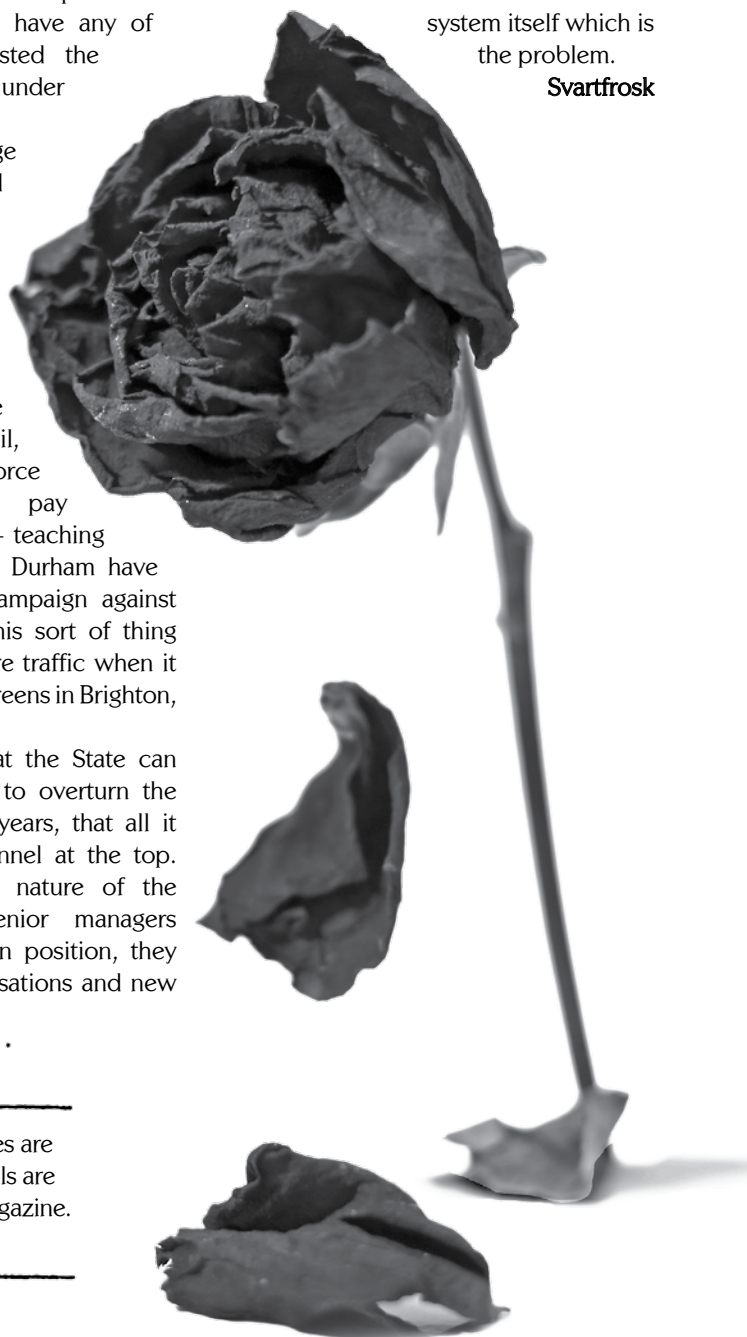 have any of
sted the
under
ge
d
e
il,
orce
pay
- teaching
Durham have
ampaign against
his sort of thing
re traffic when it
reens in Brighton,
at the State can
to overturn the
years, that all it
nnel at the top.
nature of the
enior managers
n position, they
sations and new
.
es are
ls are
gazine.
system itself which is
the problem.
Svartfrosk